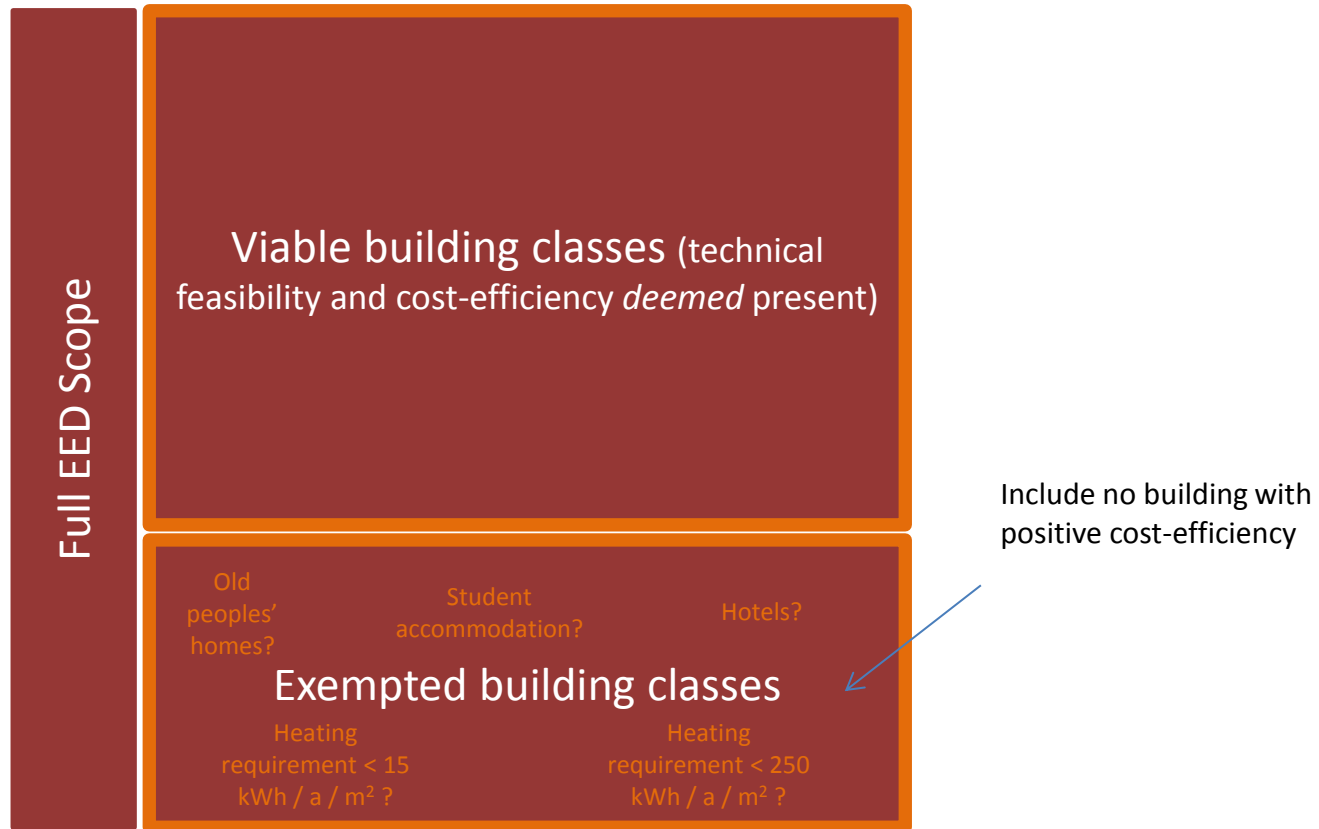 Full EED Scope
Viable building classes (technical
feasibility and cost-efficiency deemed present)
Include no building with
positive cost-efficiency
Old
peoples’
homes?
Student
accommodation?
Hotels?
Exempted building classes
Heating
requirement < 15
kWh / a / m² ?
Heating
requirement < 250
kWh / a / m² ?